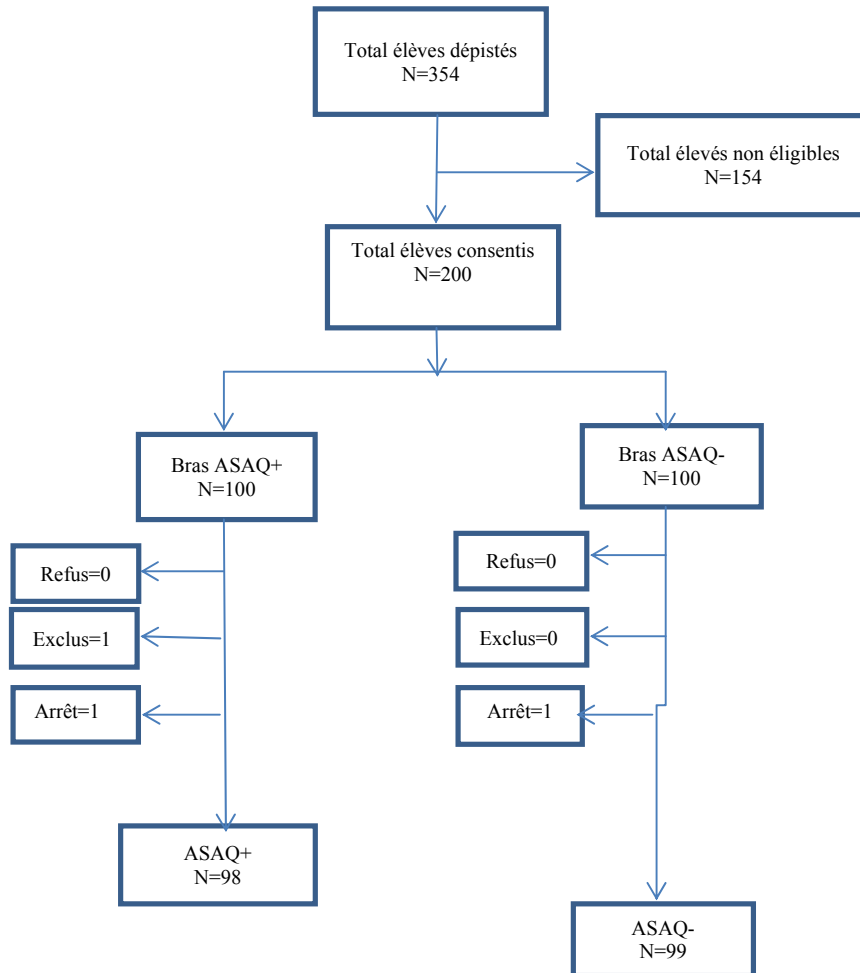 Total élèves dépistés
N=354
Total élevés non éligibles
N=154
Total élèves consentis
N=200
Bras ASAQ+
N=100
Bras ASAQ-
N=100
Refus=0
Refus=0
Exclus=1
Exclus=0
Arrêt=1
Arrêt=1
ASAQ+
N=98
ASAQ-
N=99